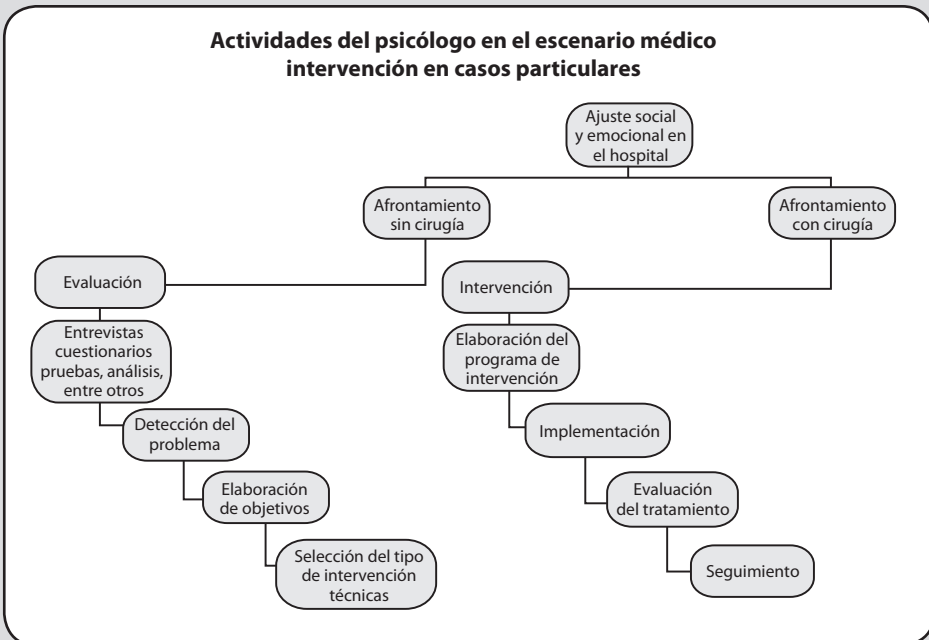 Actividades del psicólogo en el escenario médico
intervención en casos particulares
Ajuste social
y emocional en
el hospital
Afrontamiento
sin cirugía
Afrontamiento
con cirugía
Evaluación
Entrevistas
cuestionarios
pruebas, análisis,
entre otros
Detección del
problema
Elaboración
de objetivos
Selección del tipo
de intervención
técnicas
Intervención
Elaboración del
programa de
intervención
Implementación
Evaluación
del tratamiento
Seguimiento